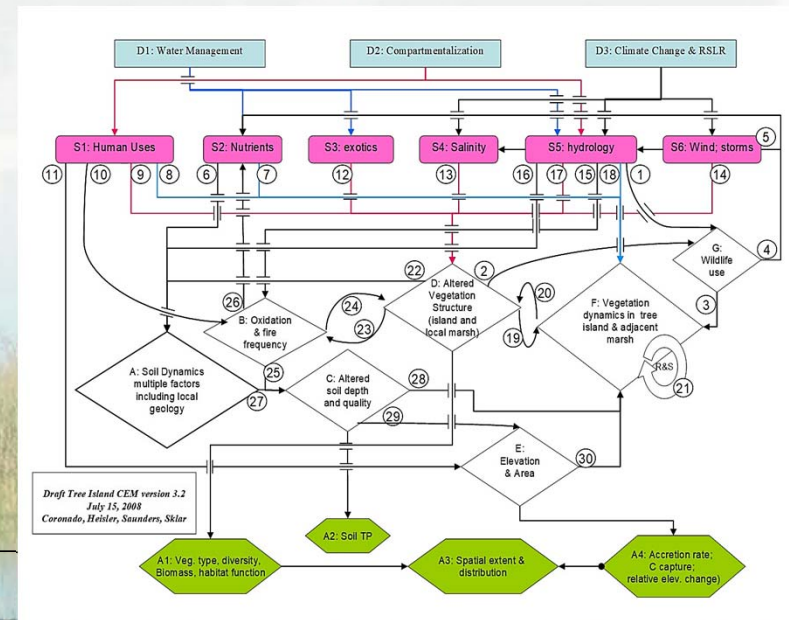 D1: Water Management
D2: Compartmentalization
D3: Climate Change & RSLR
S1: Human Uses
S2: Nutrients
S3: exotics
S4: Salinity
S5: hydrology
S6: Wind; storms
5
11
10
9
8
6
7
12
13
16
17
15
18
1
14
4
G:
Wildlife
use
3
22
2
D: Altered
Vegetation
Structure
(island and
local marsh)
20
19
F: Vegetation
dynamics in tree
island & adjacent
marsh
R&S
21
26
B: Oxidation
& fire
frequency
24
23
25
A: Soil Dynamics
multiple factors
including local
geology
27
C: Altered
soil depth
and quality
28
29
E:
Elevation
& Area
30
Draft Tree Island CEM version 3.2
July 15, 2008
Coronado, Heisler, Saunders, Sklar
A2: Soil TP
A1: Veg. type, diversity,
Biomass, habitat function
A3: Spatial extent &
distribution
A4: Accretion rate;
C capture;
relative elev. change)